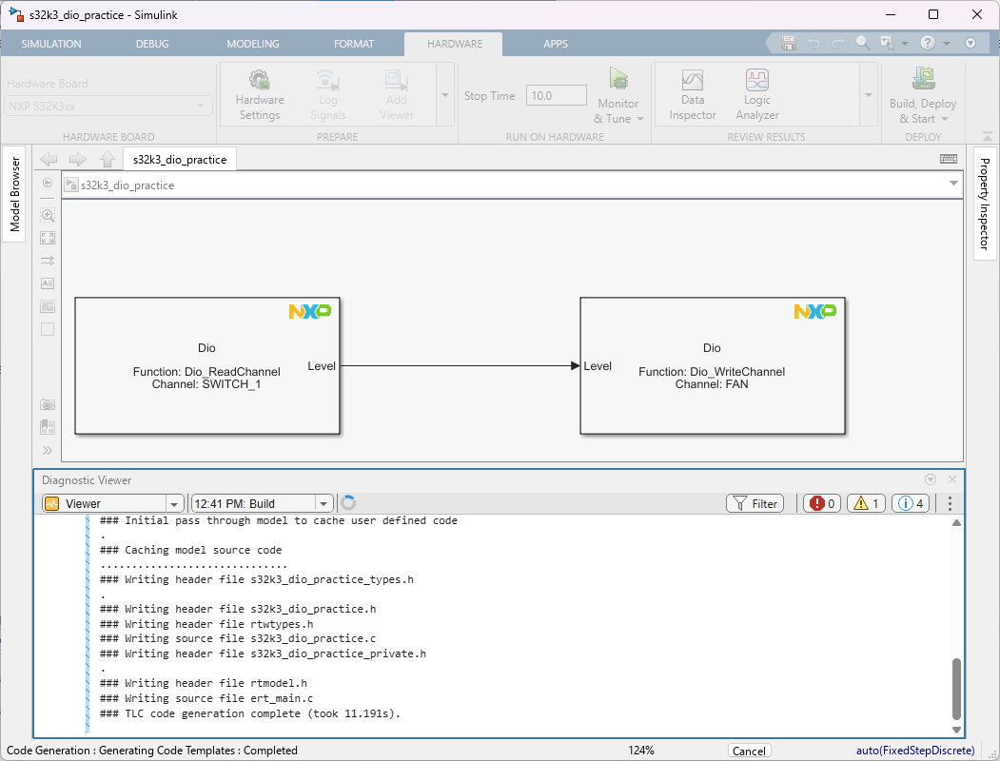 s32k3_dio_practice - Simulink
SIMULATION DEBUG MODELING FORMAT HARDWARE APPS
Hardware Board
NXP S32K3xx
HARDWARE BOARD
Hardware Settings
Log Signals
Add Viewer
PREPARE
Stop Time 10.0
Monitor & Tune
RUN ON HARDWARE
Data Inspector
Logic Analyzer
REVIEW RESULTS
Build, Deploy & Start
DEPLOY
Model Browser
s32k3_dio_practice
s32k3_dio_practice
Property Inspector
NXP
Dio
Function: Dio_ReadChannel
Channel: SWITCH_1
Level
NXP
Dio
Level
Function: Dio_WriteChannel
Channel: FAN
Diagnostic Viewer
Viewer 12:41 PM: Build Filter 0 1 4
### Initial pass through model to cache user defined code
.
### Caching model source code
..............................
### Writing header file s32k3_dio_practice_types.h
.
### Writing header file s32k3_dio_practice.h
### Writing header file rtwtypes.h
### Writing source file s32k3_dio_practice.c
### Writing header file s32k3_dio_practice_private.h
.
### Writing header file rtmodel.h
### Writing source file ert_main.c
### TLC code generation complete (took 11.191s).
Code Generation : Generating Code Templates : Completed 124% Cancel auto(FixedStepDiscrete)